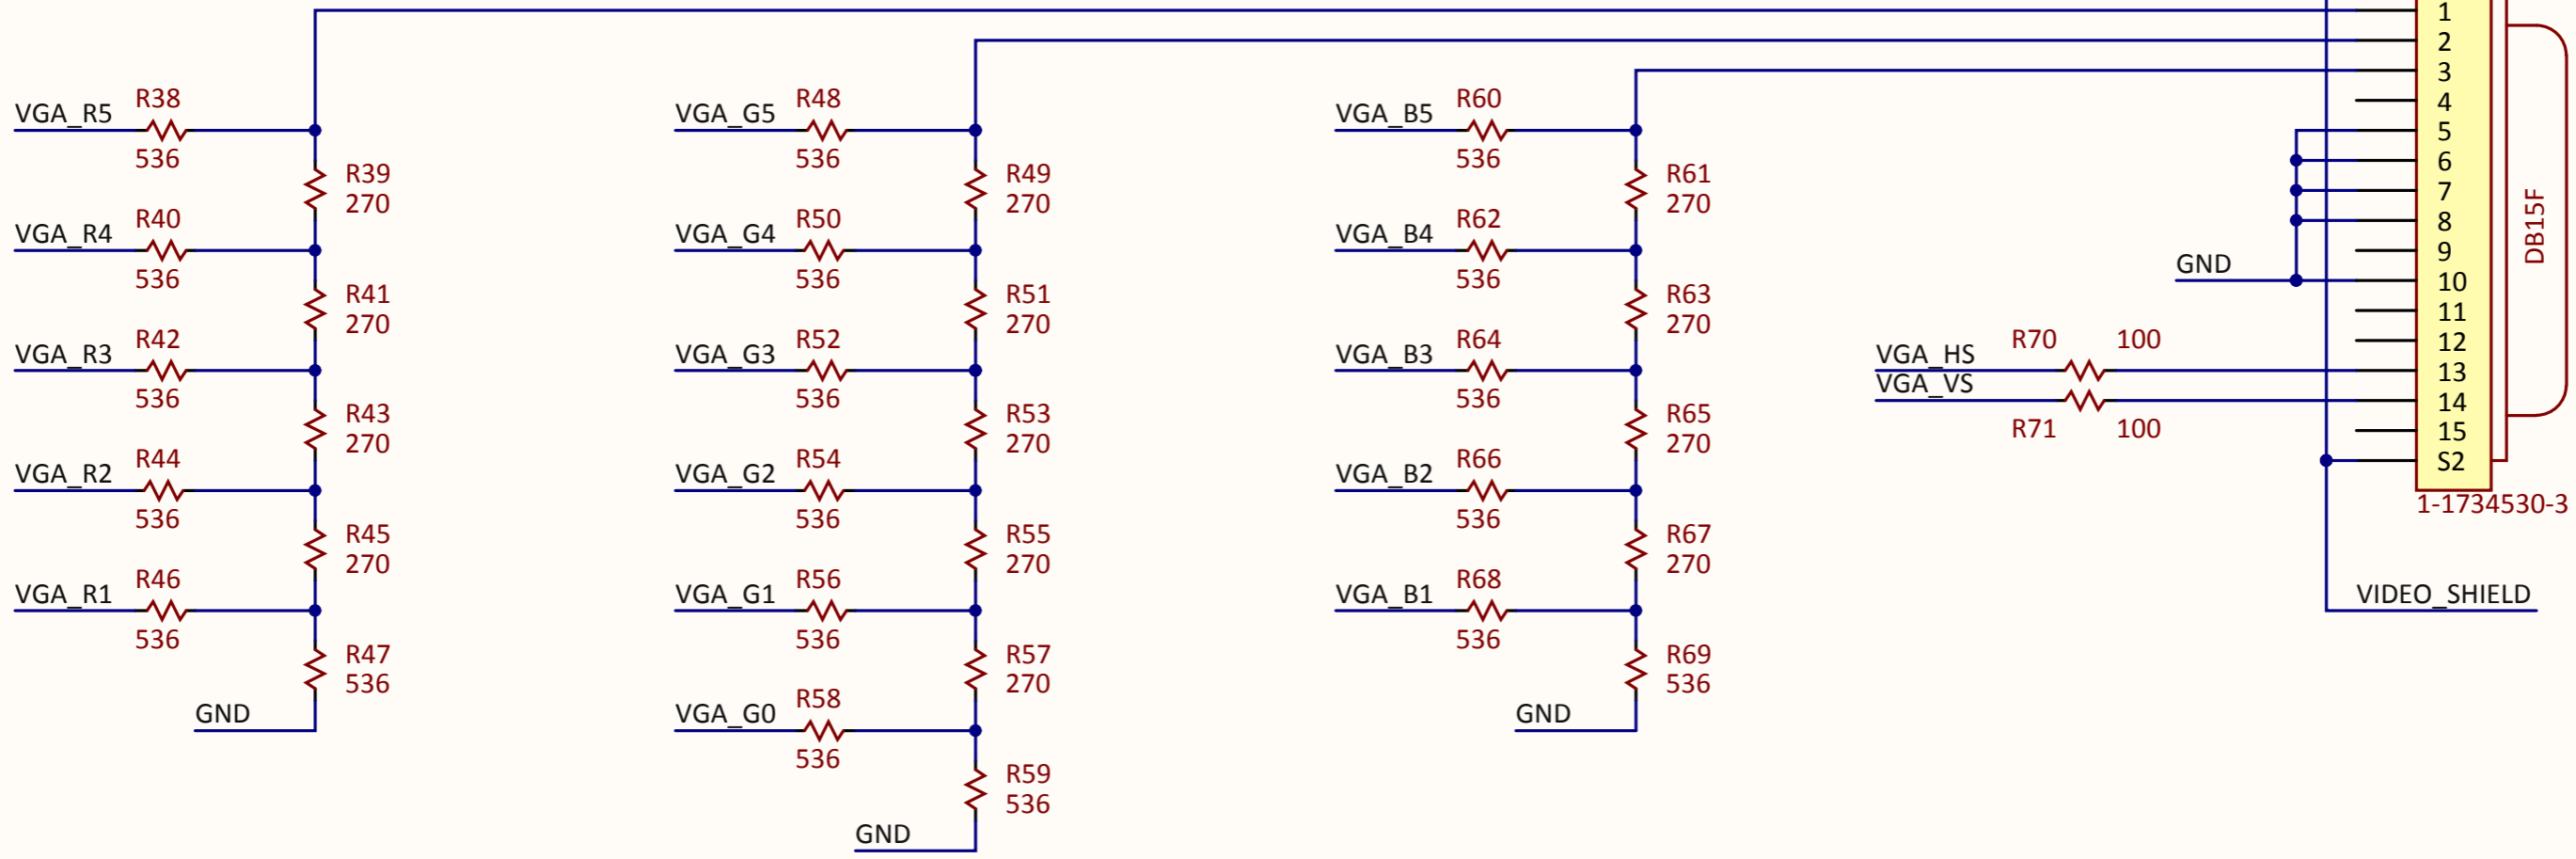 VGA_R5
R38
536
R39
270
VGA_R4
R40
536
R41
270
VGA_R3
R42
536
R43
270
VGA_R2
R44
536
R45
270
VGA_R1
R46
536
R47
536
GND
VGA_G5
R48
536
R49
270
VGA_G4
R50
536
R51
270
VGA_G3
R52
536
R53
270
VGA_G2
R54
536
R55
270
VGA_G1
R56
536
R57
270
VGA_G0
R58
536
R59
536
GND
VGA_B5
R60
536
R61
270
VGA_B4
R62
536
R63
270
VGA_B3
R64
536
R65
270
VGA_B2
R66
536
R67
270
VGA_B1
R68
536
R69
536
GND
GND
R70 100
VGA_HS
VGA_VS
R71 100
1
2
3
4
5
6
7
8
9
10
11
12
13
14
15
S2
DB15F
1-1734530-3
VIDEO_SHIELD